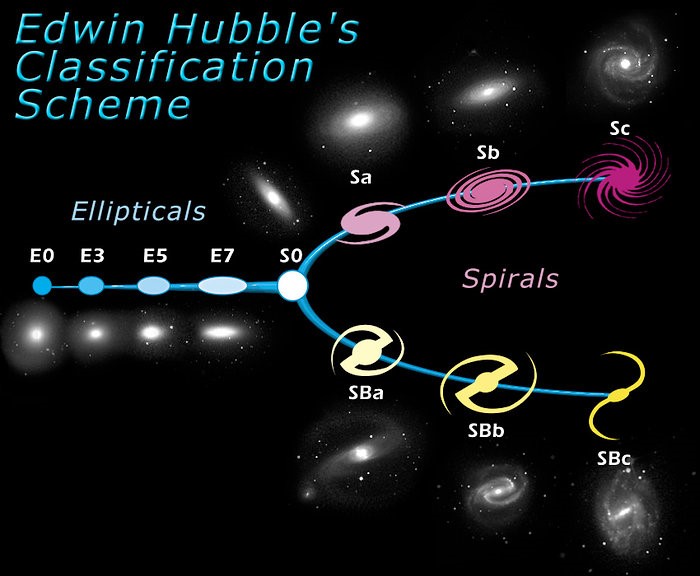 Edwin Hubble's
Classification
Scheme
Sc
Sb
Sa
Ellipticals
E0 E3 E5 E7 S0
Spirals
SBa
SBb
SBc